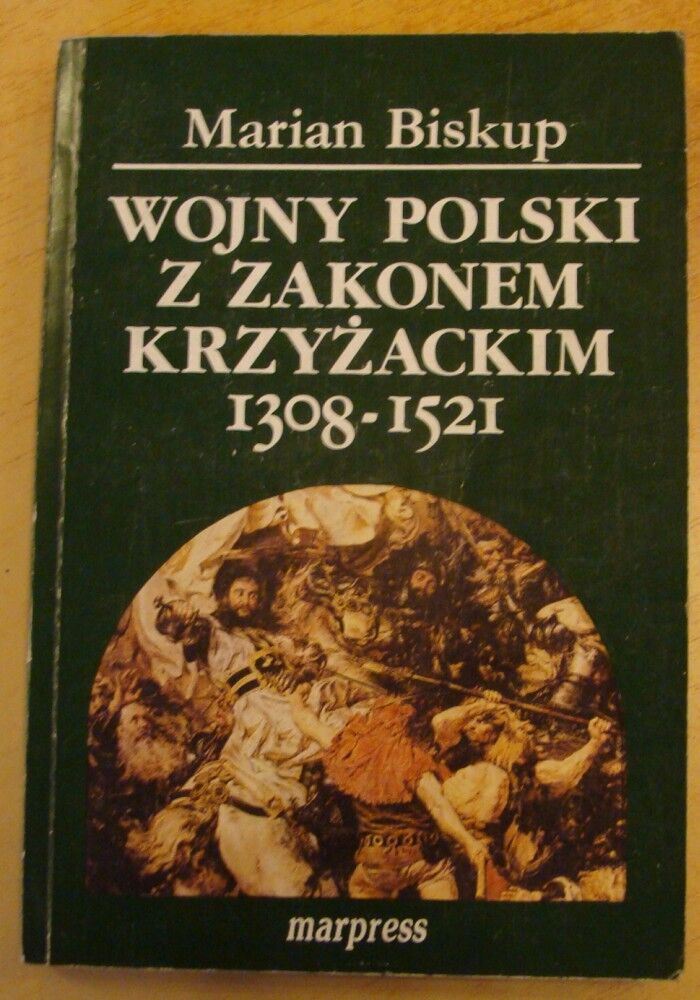 Marian Biskup
WOJNY POLSKI
Z ZAKONEM
KRZYŻACKIM
1308-1521
marpress